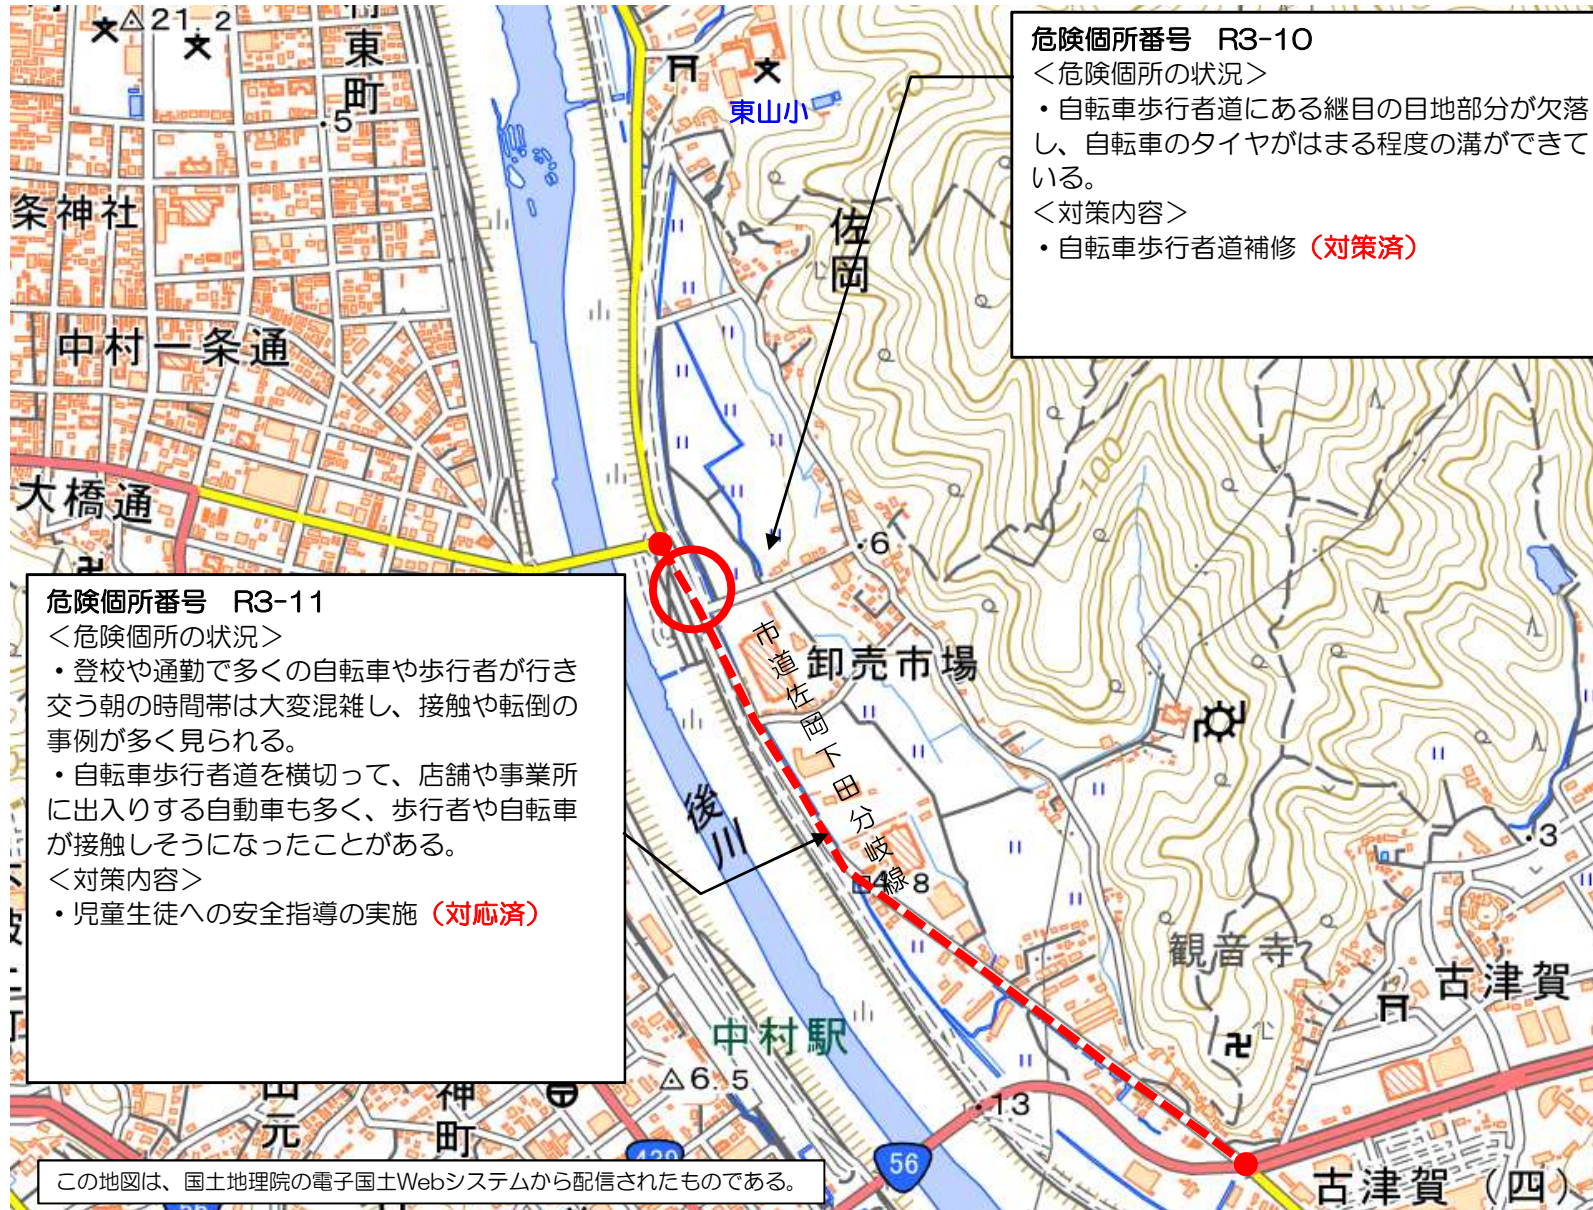 危険個所番号　R3-10
＜危険個所の状況＞
・自転車歩行者道にある継目の目地部分が欠落
し、自転車のタイヤがはまる程度の溝ができて
いる。
＜対策内容＞
・自転車歩行者道補修（対策済）
危険個所番号　R3-11
＜危険個所の状況＞
・登校や通勤で多くの自転車や歩行者が行き
交う朝の時間帯は大変混雑し、接触や転倒の
事例が多く見られる。
・自転車歩行者道を横切って、店舗や事業所
に出入りする自動車も多く、歩行者や自転車
が接触しそうになったことがある。
＜対策内容＞
・児童生徒への安全指導の実施（対応済）
21.2
東町
5
東山小
条神社
佐岡
中村一条通
100
大橋通
6
市道佐岡下田分岐線
卸売市場
後川
3
8
観音寺
古津賀
中村駅
6.5
13
神町
56
古津賀（四）
この地図は、国土地理院の電子国土Webシステムから配信されたものである。